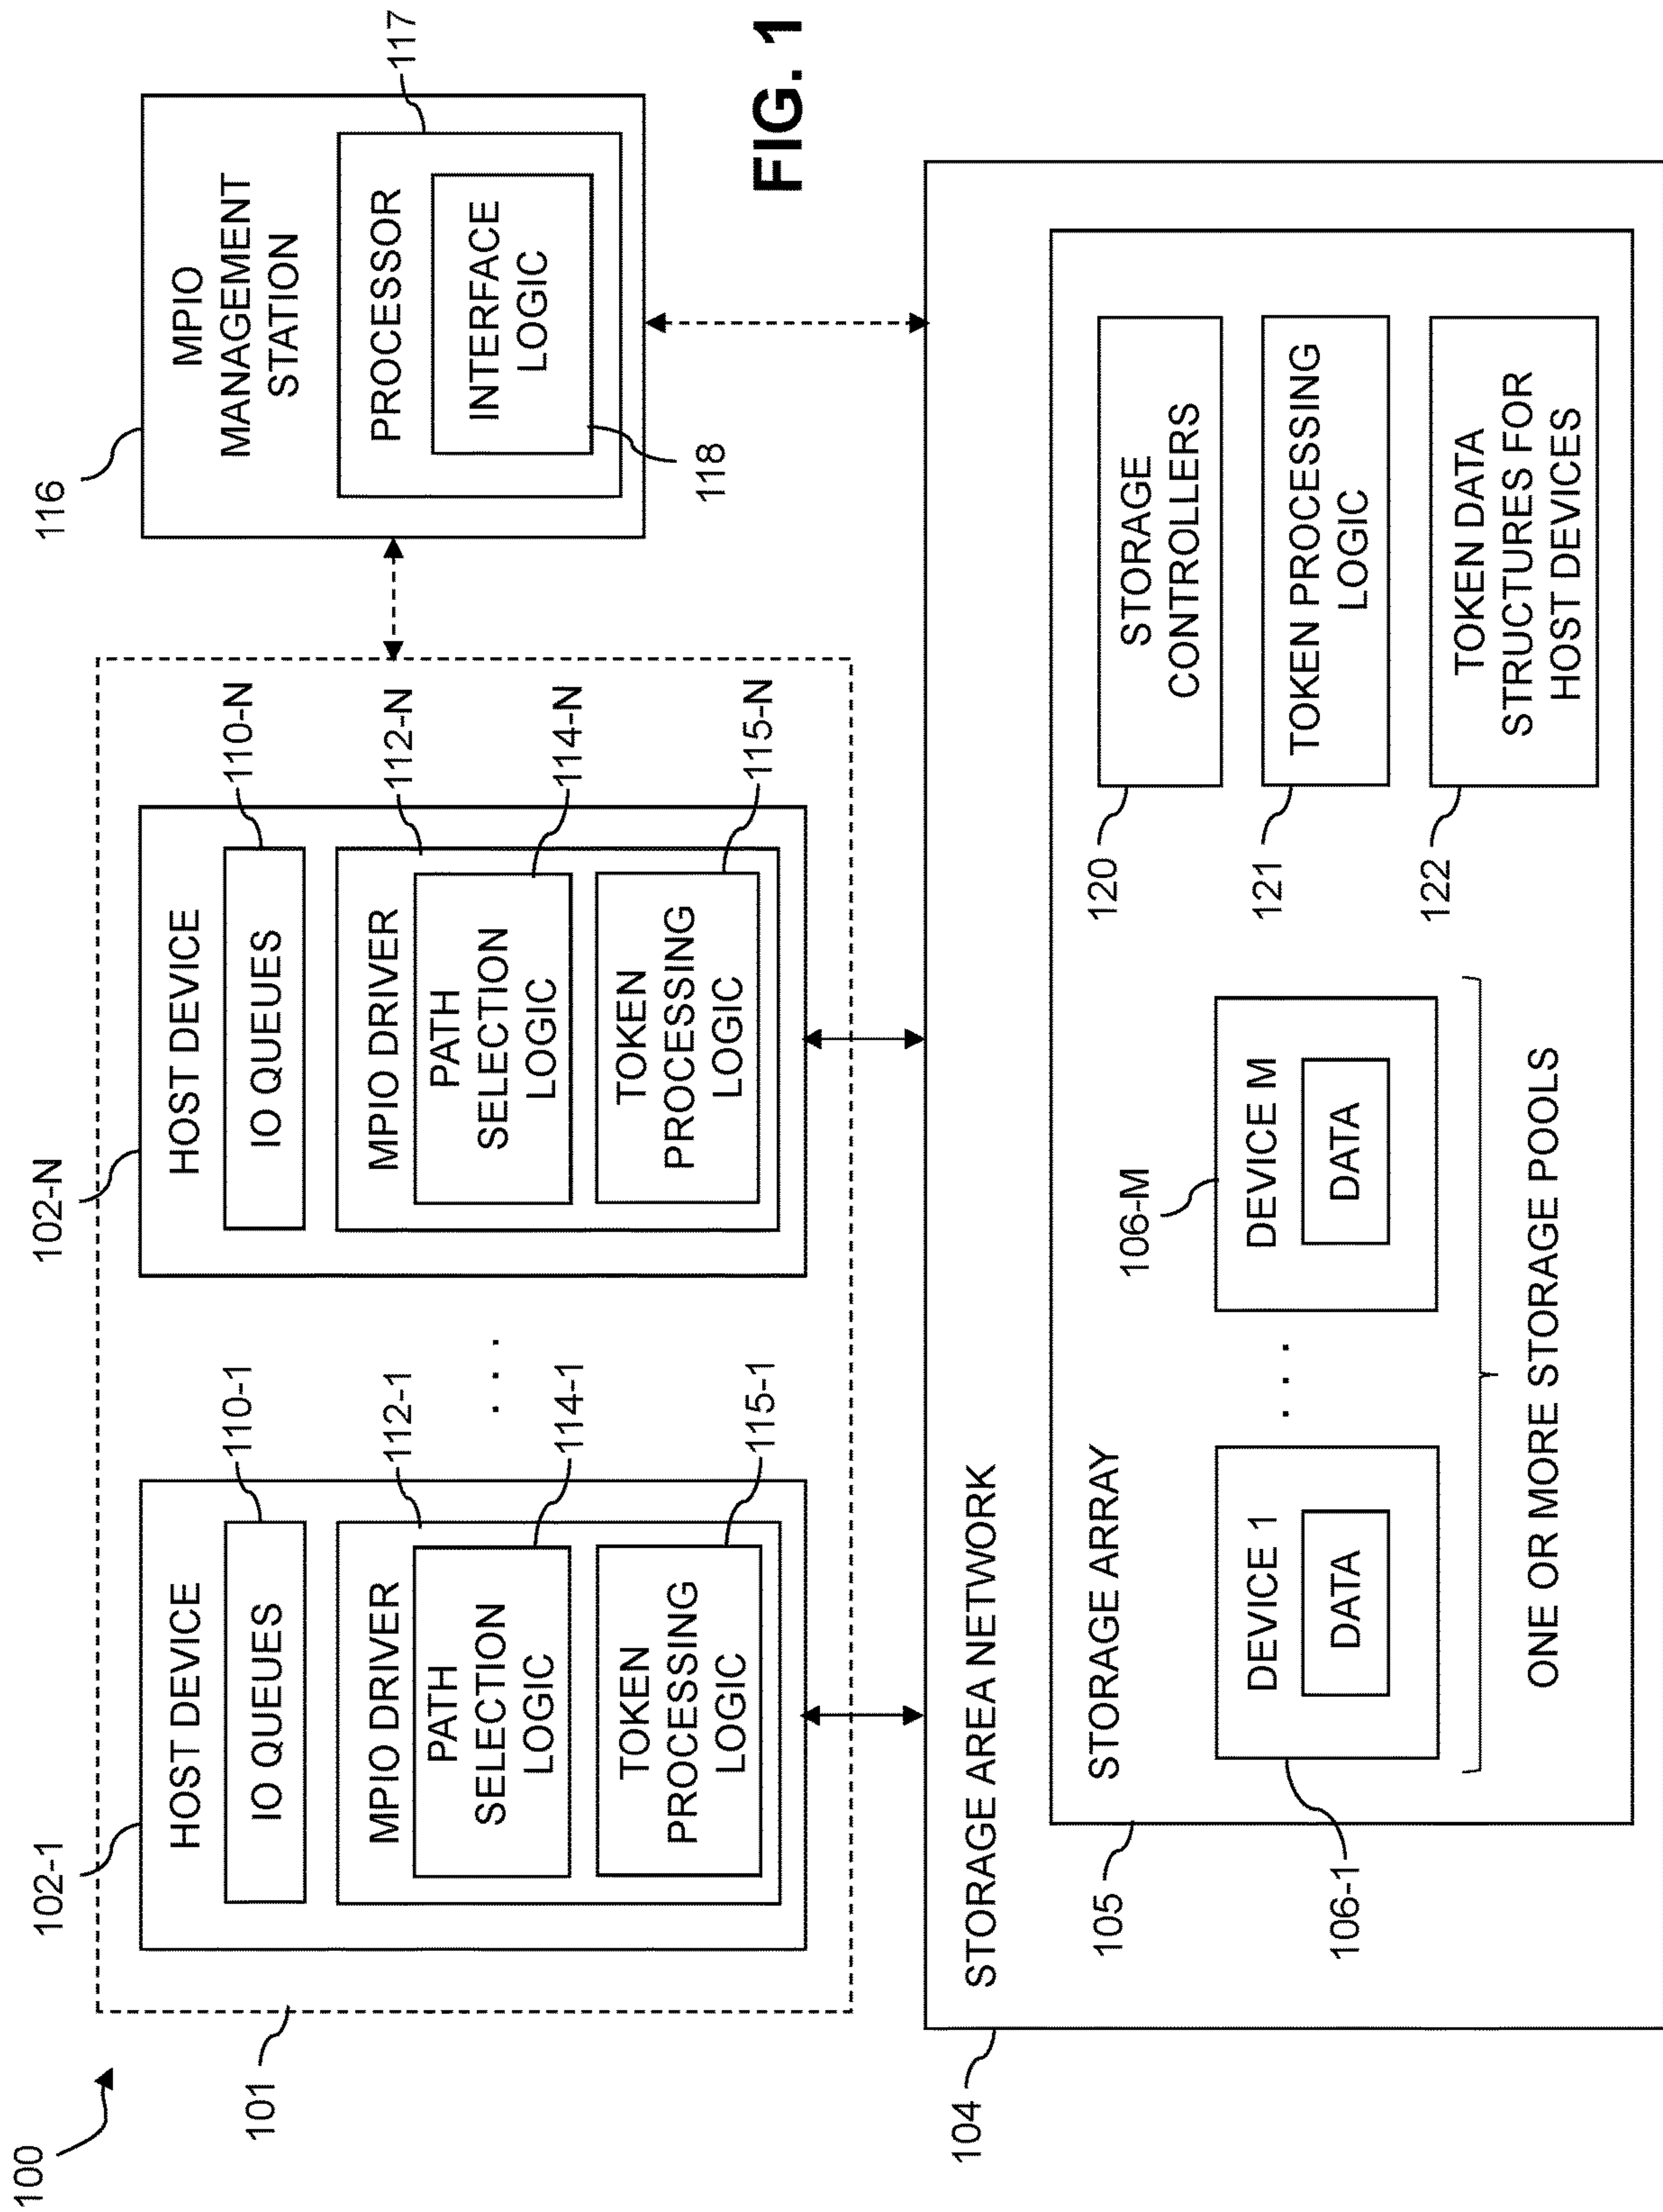 100
101
102-1
HOST DEVICE
IO QUEUES
110-1
MPIO DRIVER
112-1
PATH
SELECTION
LOGIC
114-1
TOKEN
PROCESSING
LOGIC
115-1
. . .
102-N
HOST DEVICE
IO QUEUES
110-N
MPIO DRIVER
112-N
PATH
SELECTION
LOGIC
114-N
TOKEN
PROCESSING
LOGIC
115-N
116
MPIO
MANAGEMENT
STATION
117
PROCESSOR
INTERFACE
LOGIC
118
FIG. 1
104
STORAGE AREA NETWORK
105
STORAGE ARRAY
106-1
DEVICE 1
DATA
. . .
106-M
DEVICE M
DATA
ONE OR MORE STORAGE POOLS
120
STORAGE
CONTROLLERS
121
TOKEN PROCESSING
LOGIC
122
TOKEN DATA
STRUCTURES FOR
HOST DEVICES